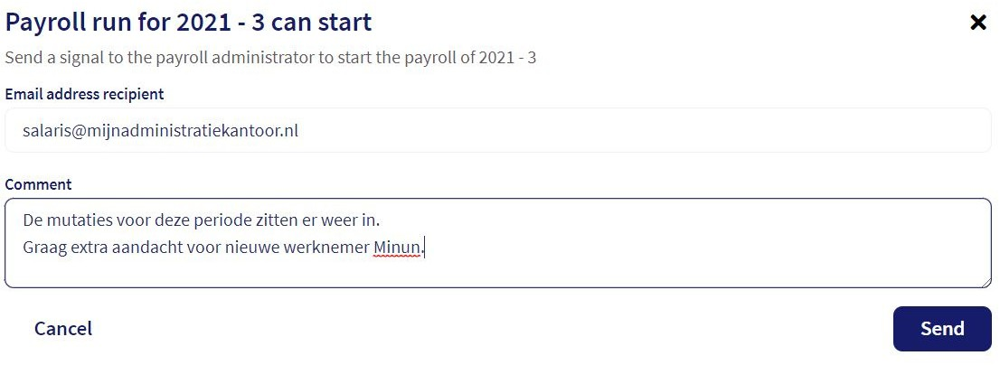 Payroll run for 2021 - 3 can start
Send a signal to the payroll administrator to start the payroll of 2021 - 3
Email address recipient
salaris@mijnadministratiekantoor.nl
Comment
De mutaties voor deze periode zitten er weer in.
Graag extra aandacht voor nieuwe werknemer Minun.
Cancel
Send